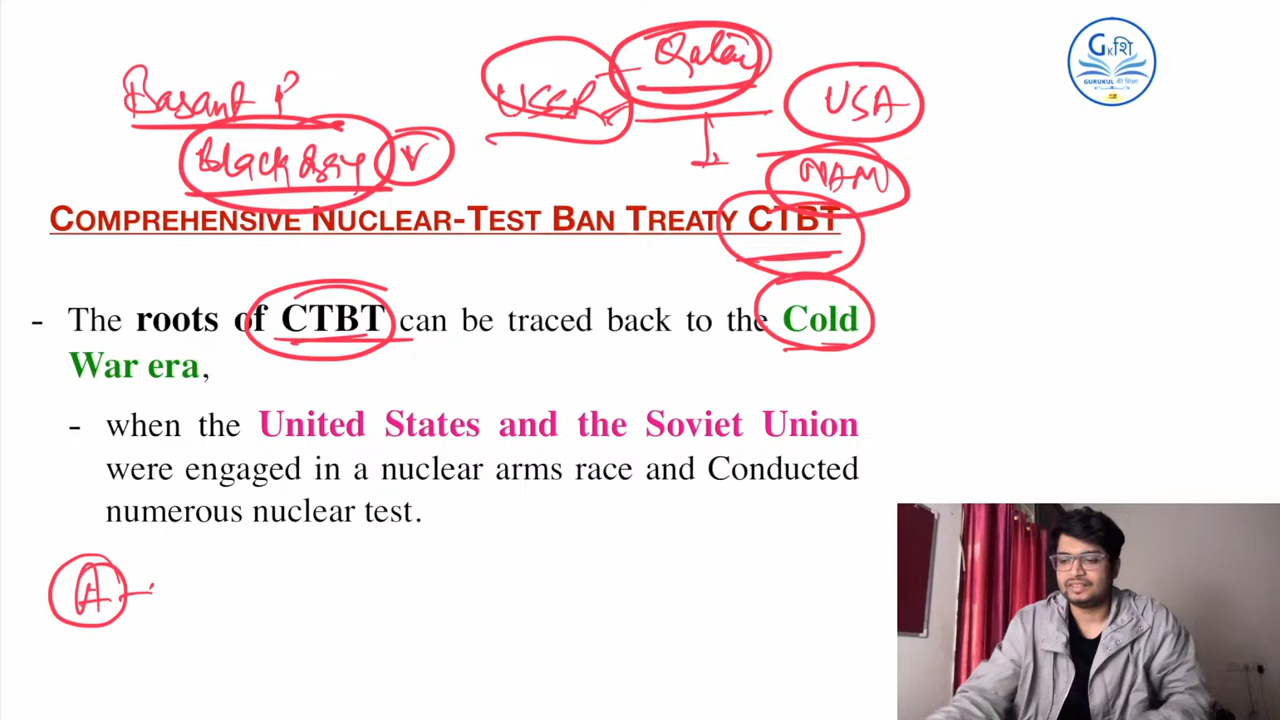 Basant P
Black day V
USSR
Qatar
USA
NAM
GKशि
GURUKUL की शिक्षा
COMPREHENSIVE NUCLEAR-TEST BAN TREATY CTBT
- The roots of CTBT can be traced back to the Cold
War era,
- when the United States and the Soviet Union
were engaged in a nuclear arms race and Conducted
numerous nuclear test.
A